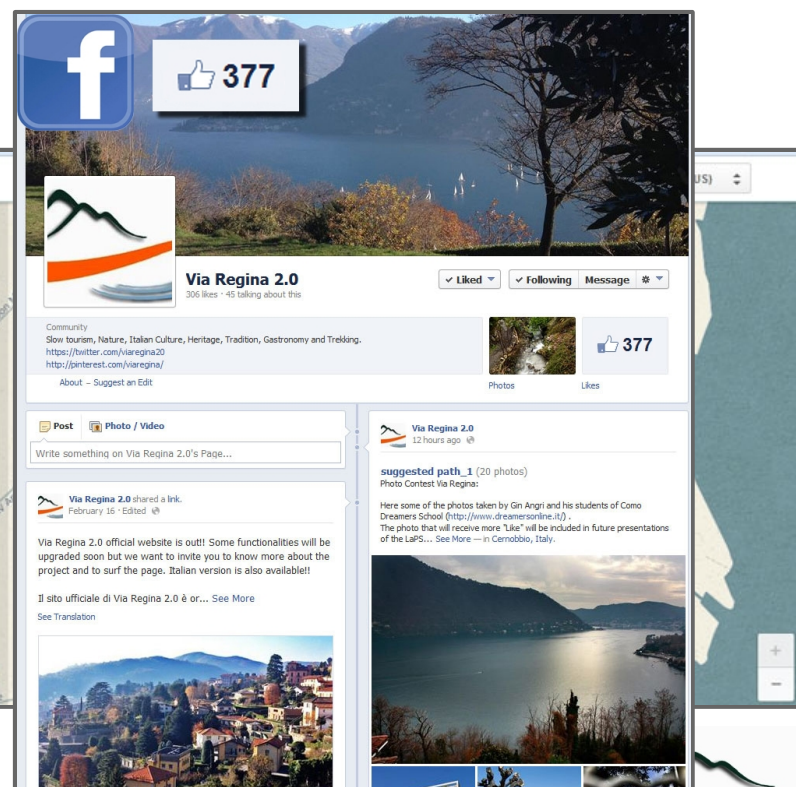 f
377
US)
Via Regina 2.0
306 likes · 45 talking about this
Liked
Following
Message
Community
Slow tourism, Nature, Italian Culture, Heritage, Tradition, Gastronomy and Trekking.
https://twitter.com/viaregina20
http://pinterest.com/viaregina/
About – Suggest an Edit
Photos
377
Likes
Post
Photo / Video
Write something on Via Regina 2.0's Page...
Via Regina 2.0 shared a link.
February 16 · Edited
Via Regina 2.0 official website is out!! Some functionalities will be
upgraded soon but we want to invite you to know more about the
project and to surf the page. Italian version is also available!!
Il sito ufficiale di Via Regina 2.0 è or... See More
See Translation
Via Regina 2.0
12 hours ago
suggested path_1 (20 photos)
Photo Contest Via Regina:
Here some of the photos taken by Gin Angri and his students of Como
Dreamers School (http://www.dreamersonline.it/) .
The photo that will receive more "Like" will be included in future presentations
of the LaPS... See More — in Cernobbio, Italy.
+
−